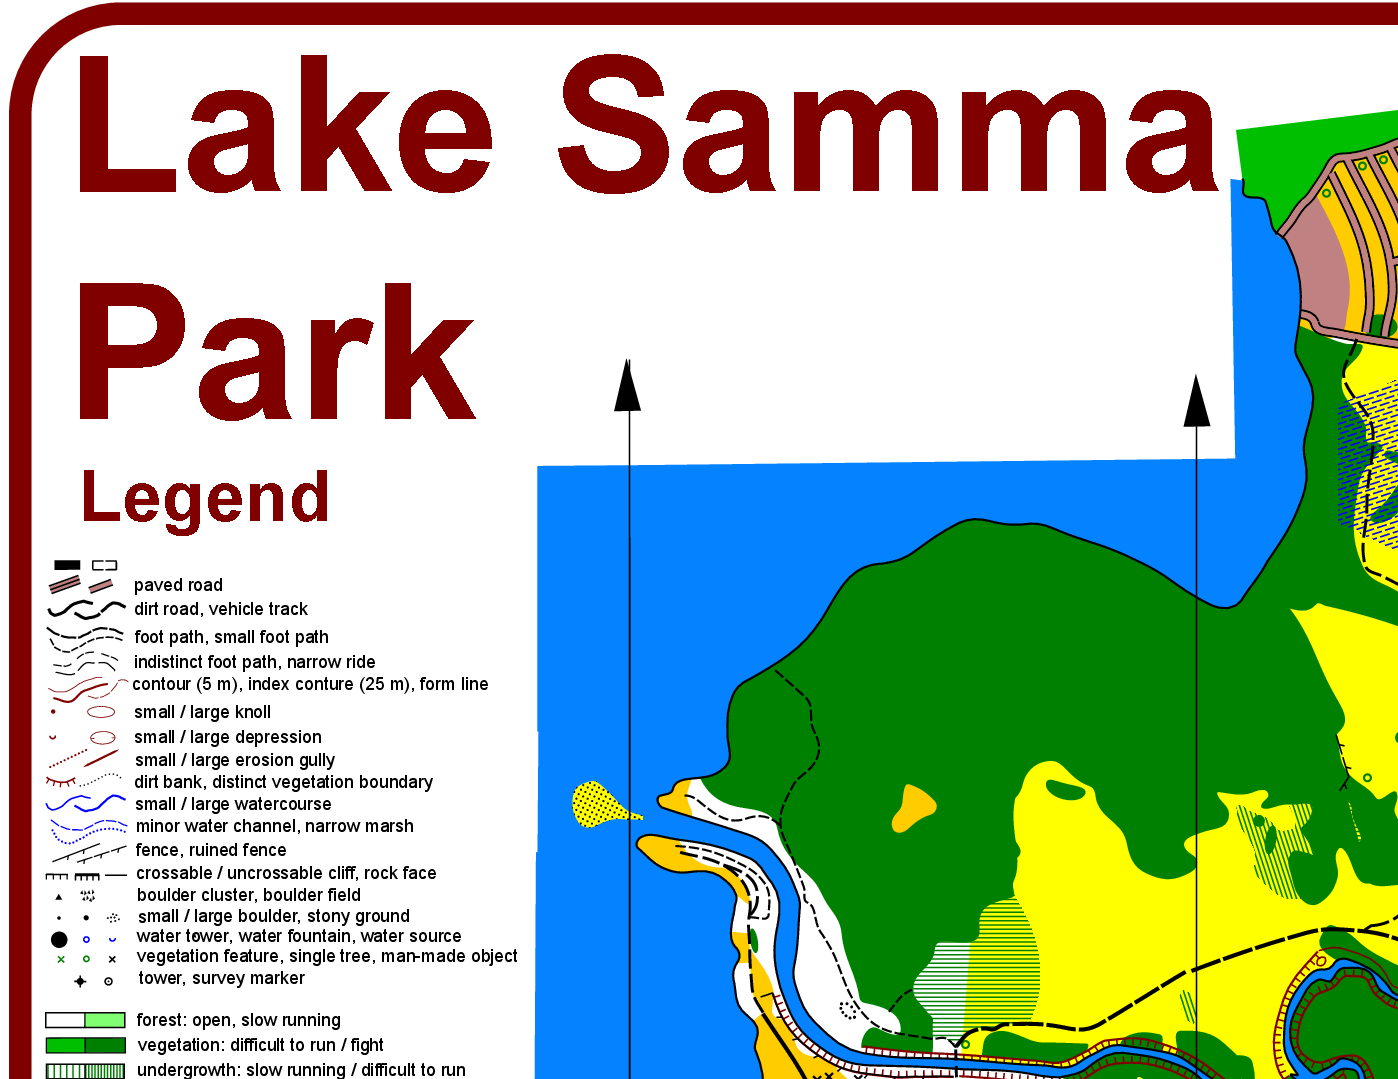 Lake Samma
Park
Legend
paved road
dirt road, vehicle track
foot path, small foot path
indistinct foot path, narrow ride
contour (5 m), index conture (25 m), form line
small / large knoll
small / large depression
small / large erosion gully
dirt bank, distinct vegetation boundary
small / large watercourse
minor water channel, narrow marsh
fence, ruined fence
crossable / uncrossable cliff, rock face
boulder cluster, boulder field
small / large boulder, stony ground
water tower, water fountain, water source
vegetation feature, single tree, man-made object
tower, survey marker
forest: open, slow running
vegetation: difficult to run / fight
undergrowth: slow running / difficult to run